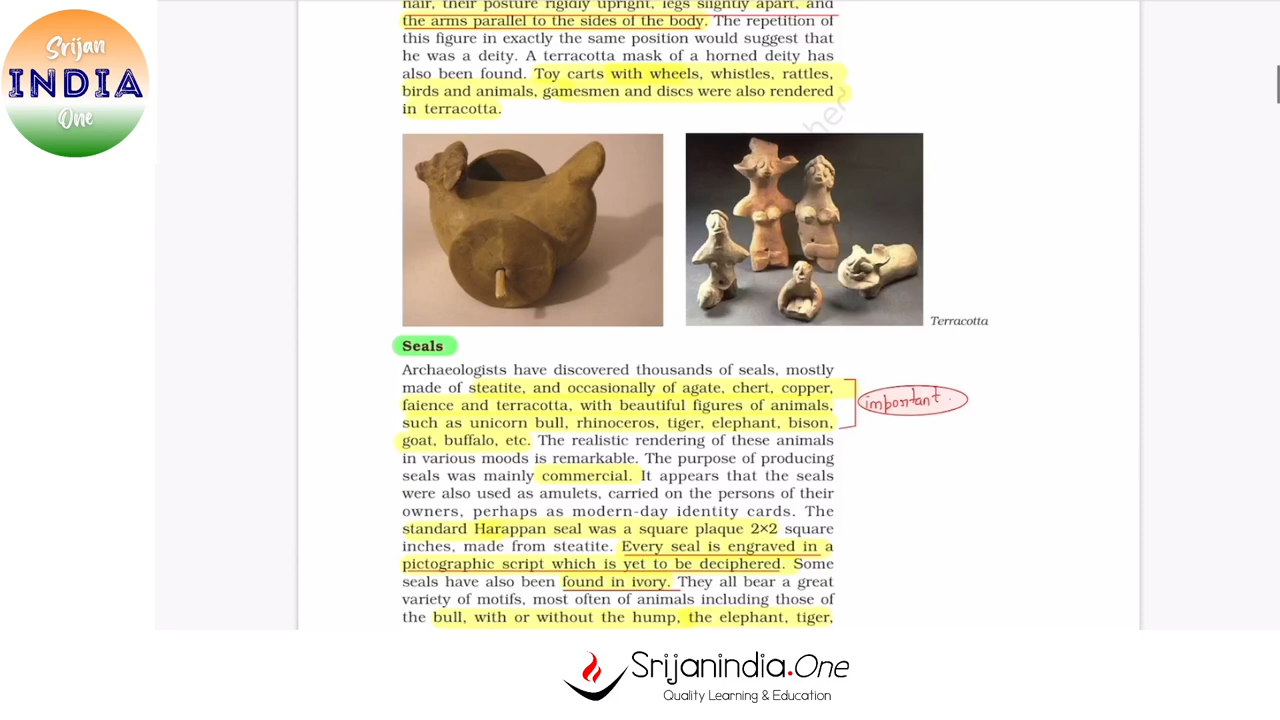 Srijan
INDIA
One
hair, their posture rigidly upright, legs slightly apart, and
the arms parallel to the sides of the body. The repetition of
this figure in exactly the same position would suggest that
he was a deity. A terracotta mask of a horned deity has
also been found. Toy carts with wheels, whistles, rattles,
birds and animals, gamesmen and discs were also rendered
in terracotta.
Terracotta
Seals
Archaeologists have discovered thousands of seals, mostly
made of steatite, and occasionally of agate, chert, copper,
faience and terracotta, with beautiful figures of animals,
such as unicorn bull, rhinoceros, tiger, elephant, bison,
goat, buffalo, etc. The realistic rendering of these animals
in various moods is remarkable. The purpose of producing
seals was mainly commercial. It appears that the seals
were also used as amulets, carried on the persons of their
owners, perhaps as modern-day identity cards. The
standard Harappan seal was a square plaque 2×2 square
inches, made from steatite. Every seal is engraved in a
pictographic script which is yet to be deciphered. Some
seals have also been found in ivory. They all bear a great
variety of motifs, most often of animals including those of
the bull, with or without the hump, the elephant, tiger,
important.
Srijanindia.One
Quality Learning & Education